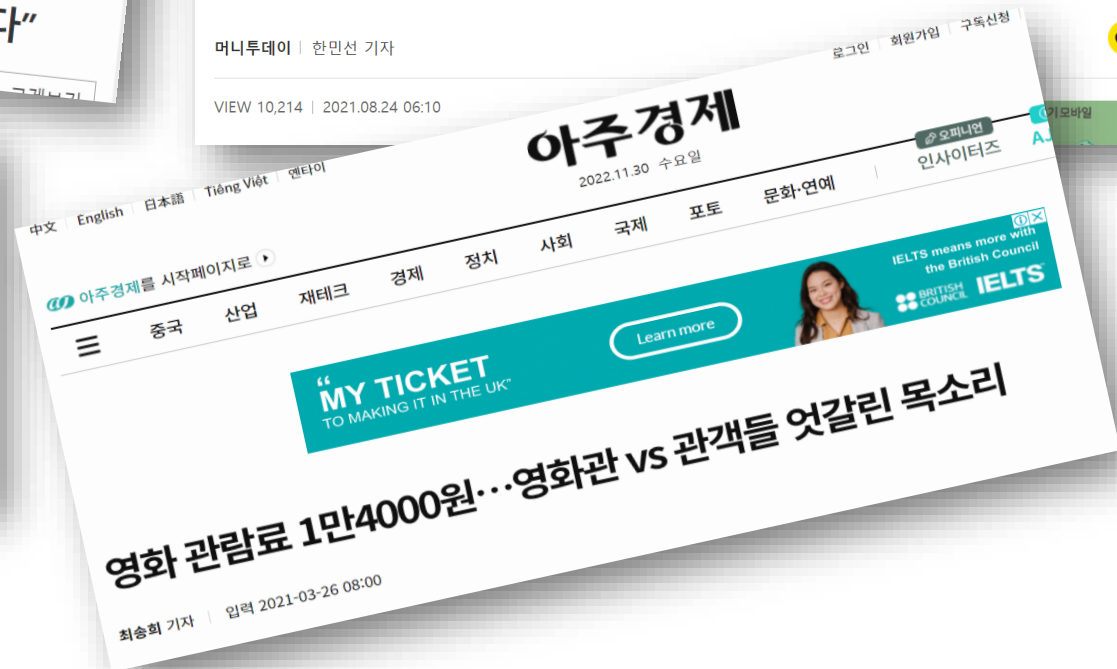 다”
머니투데이 | 한민선 기자
VIEW 10,214 | 2021.08.24 06:10
로그인 | 회원가입 | 구독신청
中文 | English | 日本語 | Tiếng Việt | 옌타이
아주경제
2022.11.30 수요일
아주경제를 시작페이지로
오피니언
인사이터즈
기모바일
AJ
중국 산업 재테크 경제 정치 사회 국제 포토 문화·연예
“MY TICKET
TO MAKING IT IN THE UK”
Learn more
IELTS means more with
the British Council
BRITISH
COUNCIL
IELTS
영화 관람료 1만4000원…영화관 vs 관객들 엇갈린 목소리
최송희 기자 | 입력 2021-03-26 08:00